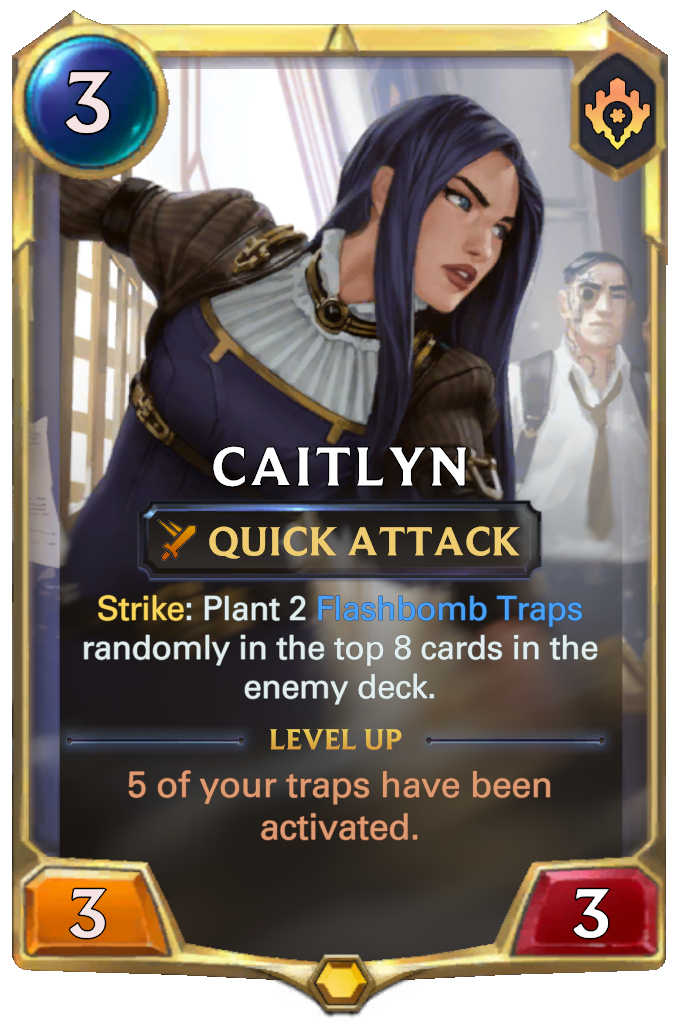 3
CAITLYN
QUICK ATTACK
Strike: Plant 2 Flashbomb Traps
randomly in the top 8 cards in the
enemy deck.
LEVEL UP
5 of your traps have been
activated.
3
3